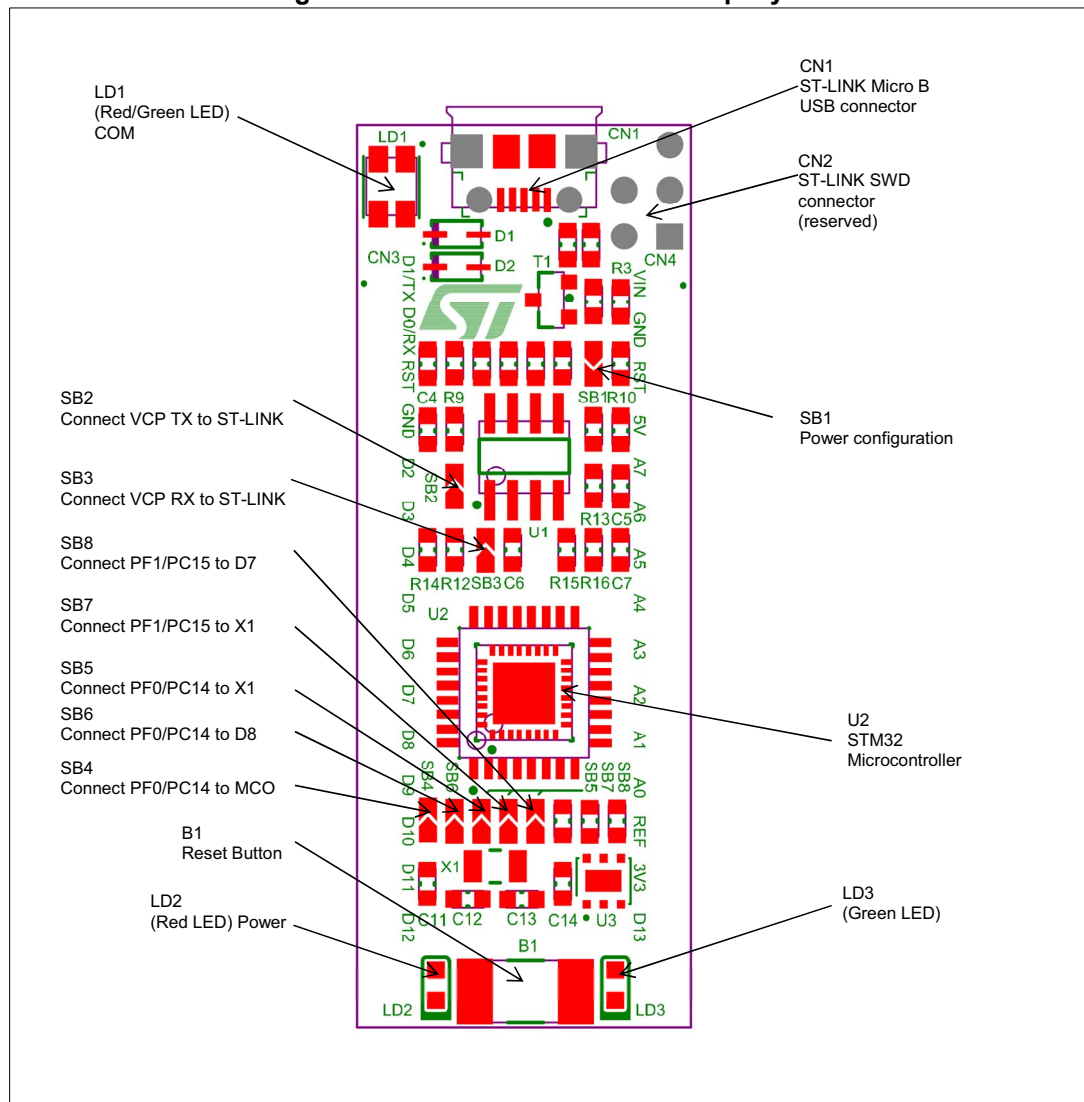 LD1
(Red/Green LED)
COM
CN1
ST-LINK Micro B
USB connector
CN2
ST-LINK SWD
connector
(reserved)
SB2
Connect VCP TX to ST-LINK
SB3
Connect VCP RX to ST-LINK
SB8
Connect PF1/PC15 to D7
SB7
Connect PF1/PC15 to X1
SB5
Connect PF0/PC14 to X1
SB6
Connect PF0/PC14 to D8
SB4
Connect PF0/PC14 to MCO
B1
Reset Button
LD2
(Red LED) Power
SB1
Power configuration
U2
STM32
Microcontroller
LD3
(Green LED)
LD1
CN1
D1
CN3
D2
T1
R3
CN4
ST
D1/TX
D0/RX
RST
GND
D2
D3
D4
D5
D6
D7
D8
D9
D10
D11
D12
VIN
GND
RST
5V
A7
A6
A5
A4
A3
A2
A1
A0
REF
3V3
D13
C4 R9
SB1 R10
SB2
U1
R13 C5
R14 R12 SB3 C6
R15 R16 C7
U2
SB4
SB6
SB5
SB7
SB8
X1
C11 C12 C13 C14 U3
B1
LD2
LD3